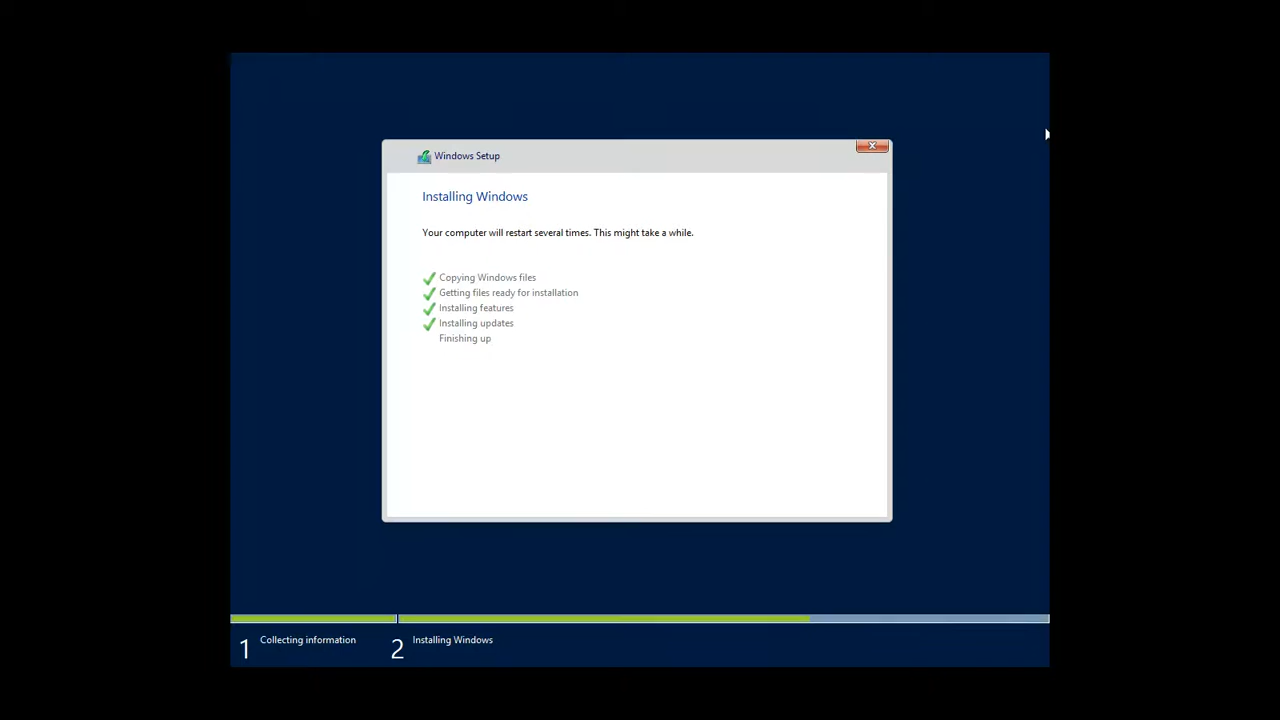 Windows Setup
Installing Windows
Your computer will restart several times. This might take a while.
Copying Windows files
Getting files ready for installation
Installing features
Installing updates
Finishing up
1 Collecting information
2 Installing Windows